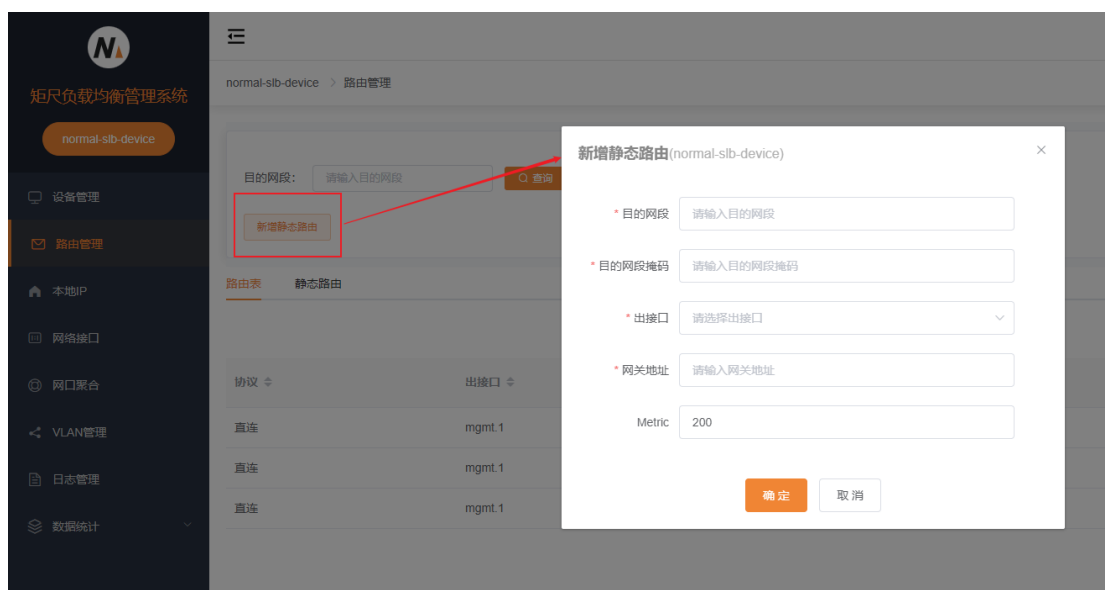 矩尺负载均衡管理系统
normal-slb-device
设备管理
路由管理
本地IP
网络接口
网口聚合
VLAN管理
日志管理
数据统计
normal-slb-device > 路由管理
目的网段： 请输入目的网段 查询
新增静态路由
路由表 静态路由
协议 出接口
直连 mgmt.1
直连 mgmt.1
直连 mgmt.1
新增静态路由(normal-slb-device)
* 目的网段 请输入目的网段
* 目的网段掩码 请输入目的网段掩码
* 出接口 请选择出接口
* 网关地址 请输入网关地址
Metric 200
确定 取消